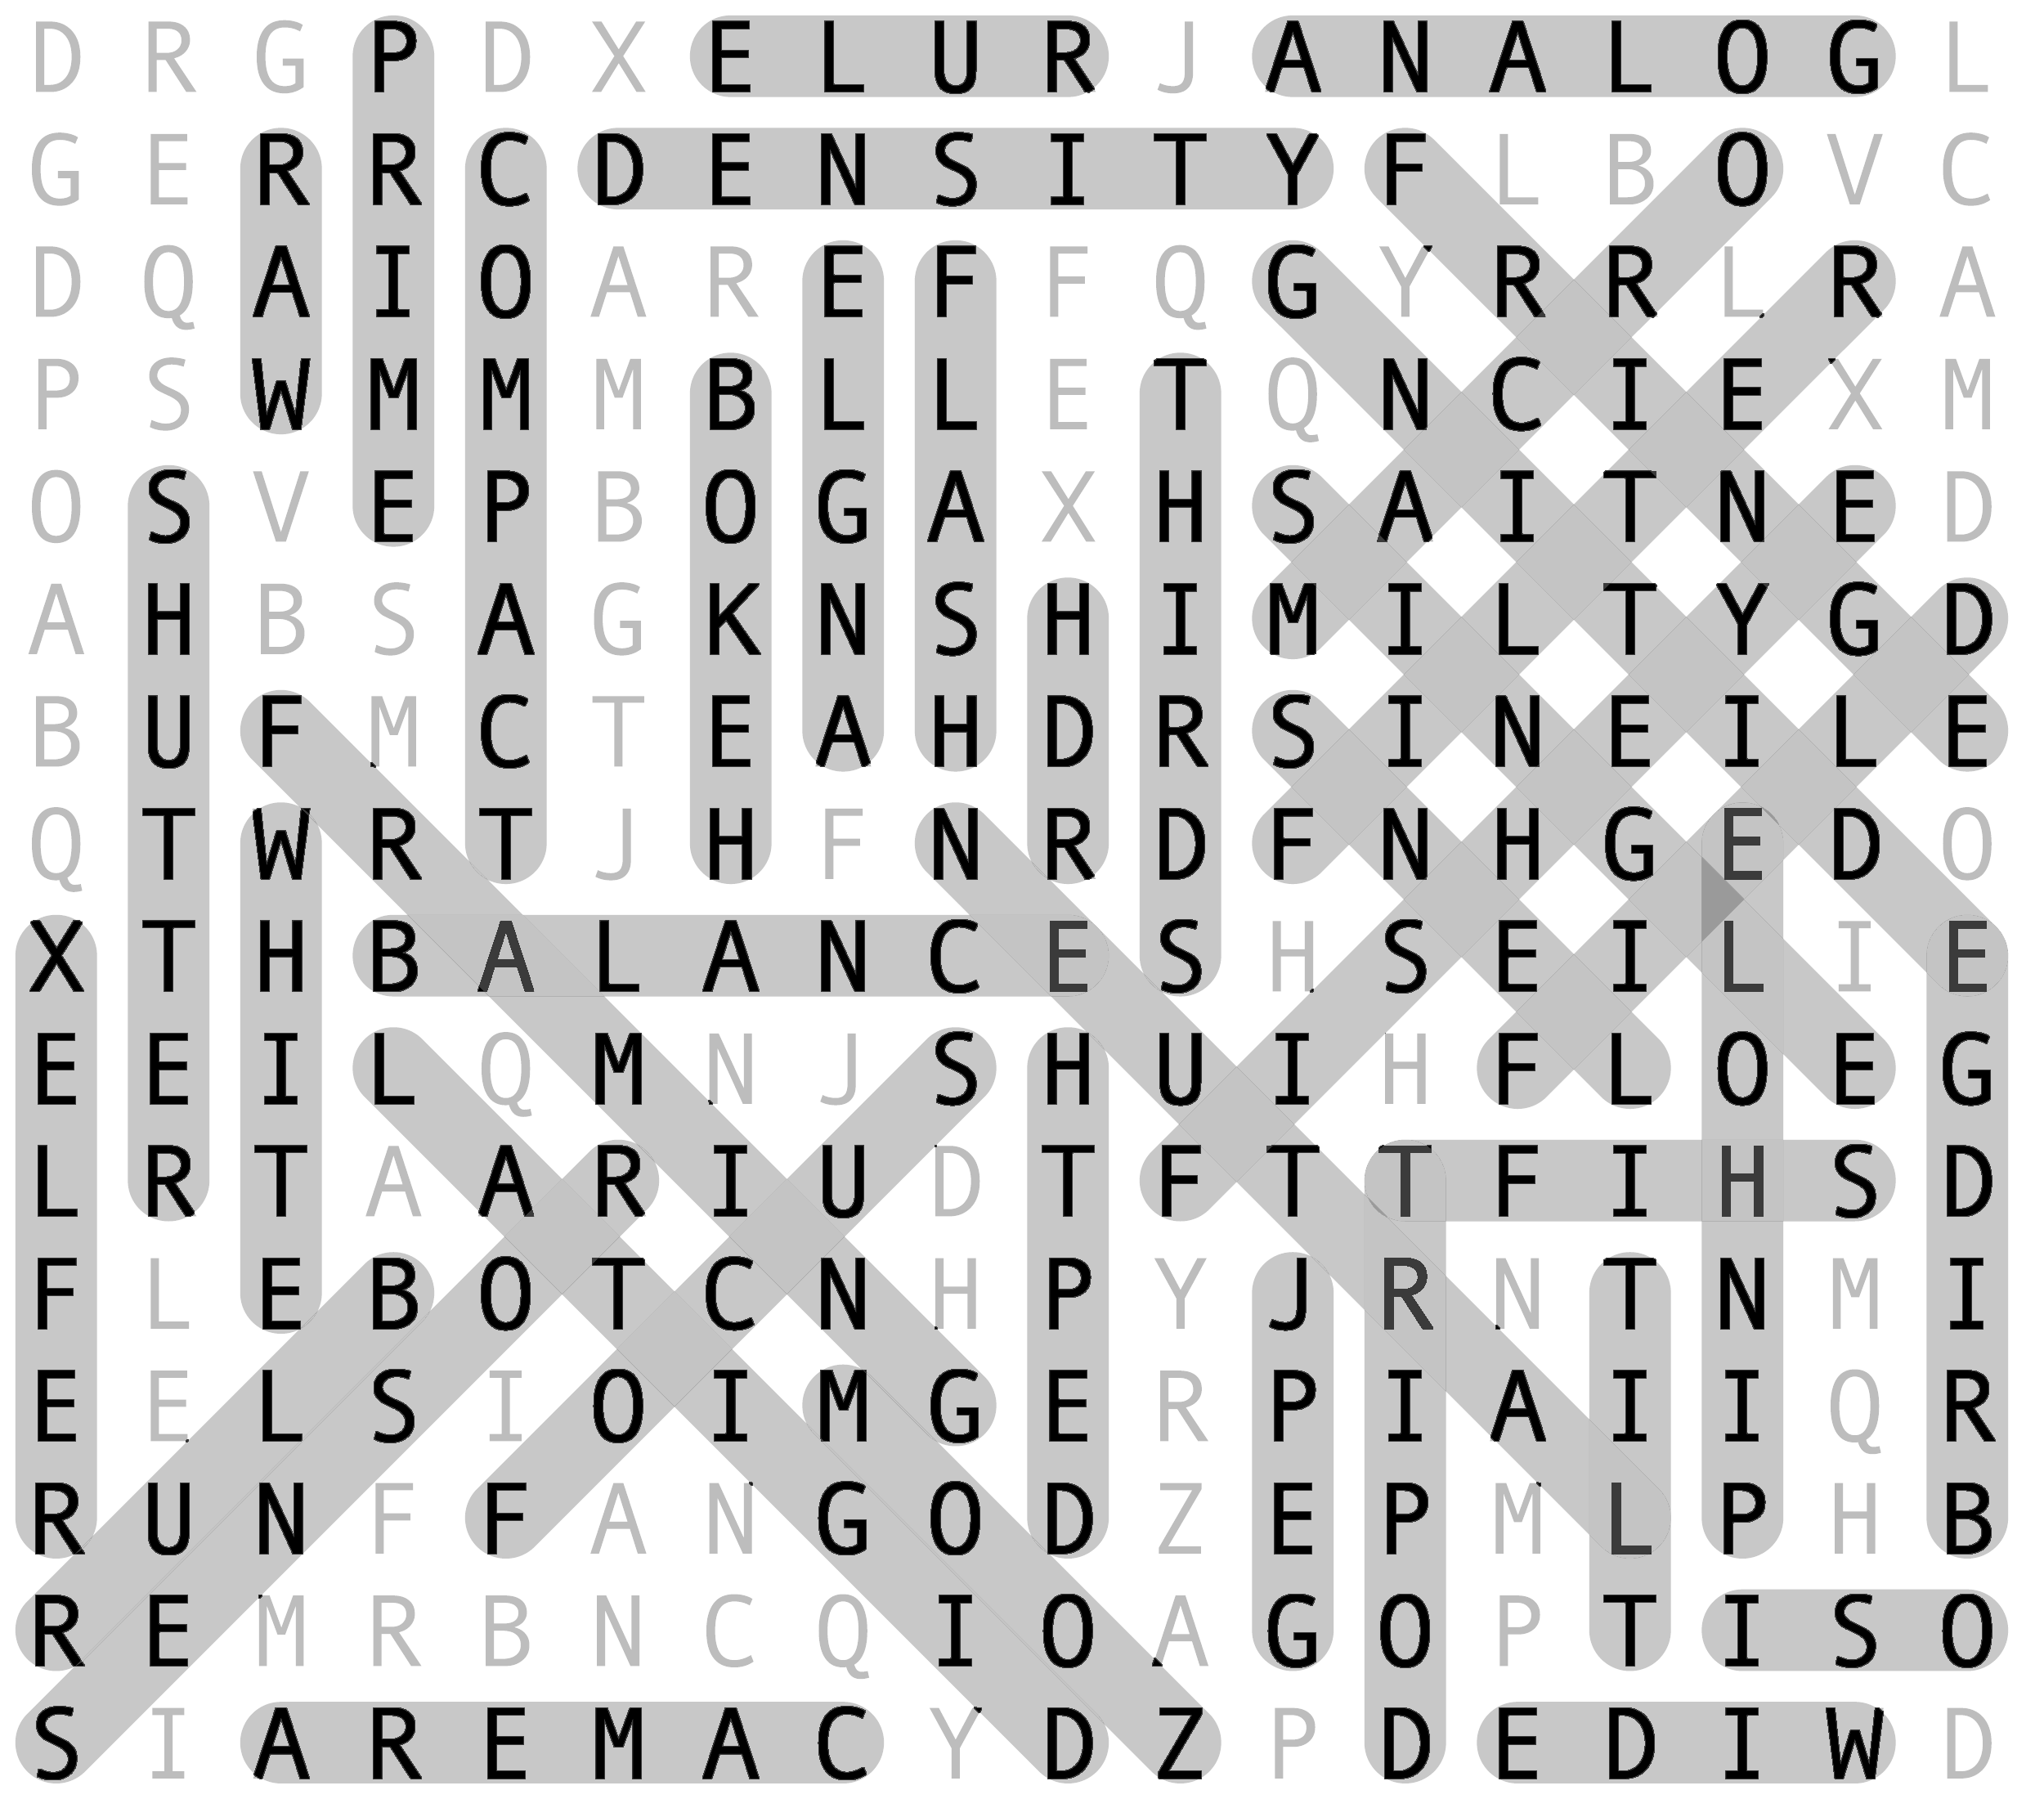 D R G P D X E L U R J A N A L O G L
G E R R C D E N S I T Y F L B O V C
D Q A I O A R E F F Q G Y R R L R A
P S W M M M B L L E T Q N C I E X M
O S V E P B O G A X H S A I T N E D
A H B S A G K N S H I M I L T Y G D
B U F M C T E A H D R S I N E I L E
Q T W R T J H F N R D F N H G E D O
X T H B A L A N C E S H S E I L I E
E E I L Q M N J S H U I H F L O E G
L R T A A R I U D T F T T F I H S D
F L E B O T C N H P Y J R N T N M I
E E L S I O I M G E R P I A I I Q R
R U N F F A N G O D Z E P M L P H B
R E M R B N C Q I O A G O P T I S O
S I A R E M A C Y D Z P D E D I W D